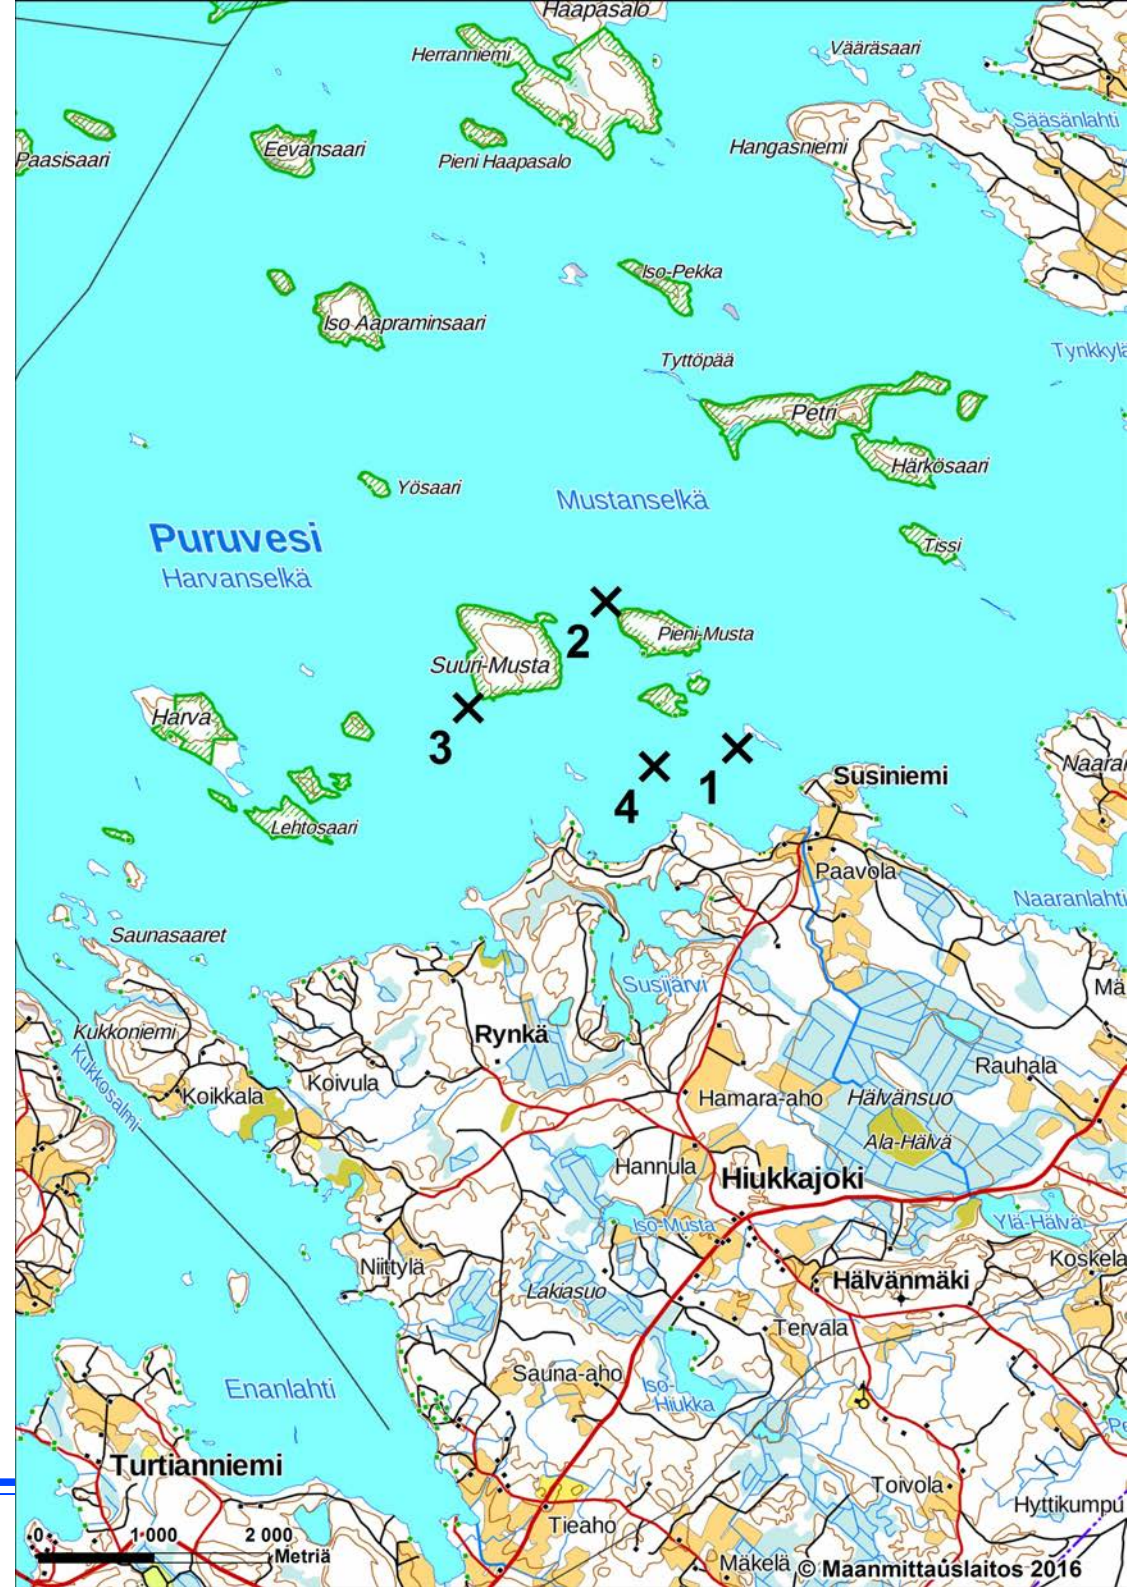 Haapasalo
Herranniemi
Vääräsaari
Sääsänlahti
Paasisaari
Eevansaari
Pieni Haapasalo
Hangasniemi
Iso-Pekka
Iso Aapraminsaari
Tyttöpää
Tynkkylä
Petri
Härkösaari
Yösaari
Mustanselkä
Puruvesi
Harvanselkä
Tissi
2
Pieni-Musta
Suuri-Musta
Harva
3
1
4
Susiniemi
Naarai
Lehtosaari
Paavola
Naaranlahti
Saunasaaret
Susijärvi
Mä
Kukkoniemi
Rynkä
Kukkosalmi
Koikkala
Koivula
Rauhala
Hamara-aho
Hälvänsuo
Ala-Hälvä
Hannula
Hiukkajoki
Iso-Musta
Ylä-Hälvä
Niittylä
Koskela
Lakiasuo
Hälvänmäki
Tervala
Sauna-aho
Enanlahti
Iso-
Hiukka
Pe
Turtianniemi
Toivola
Hyttikumpu
0 1 000 2 000
Metriä
Tieaho
Mäkelä
© Maanmittauslaitos 2016